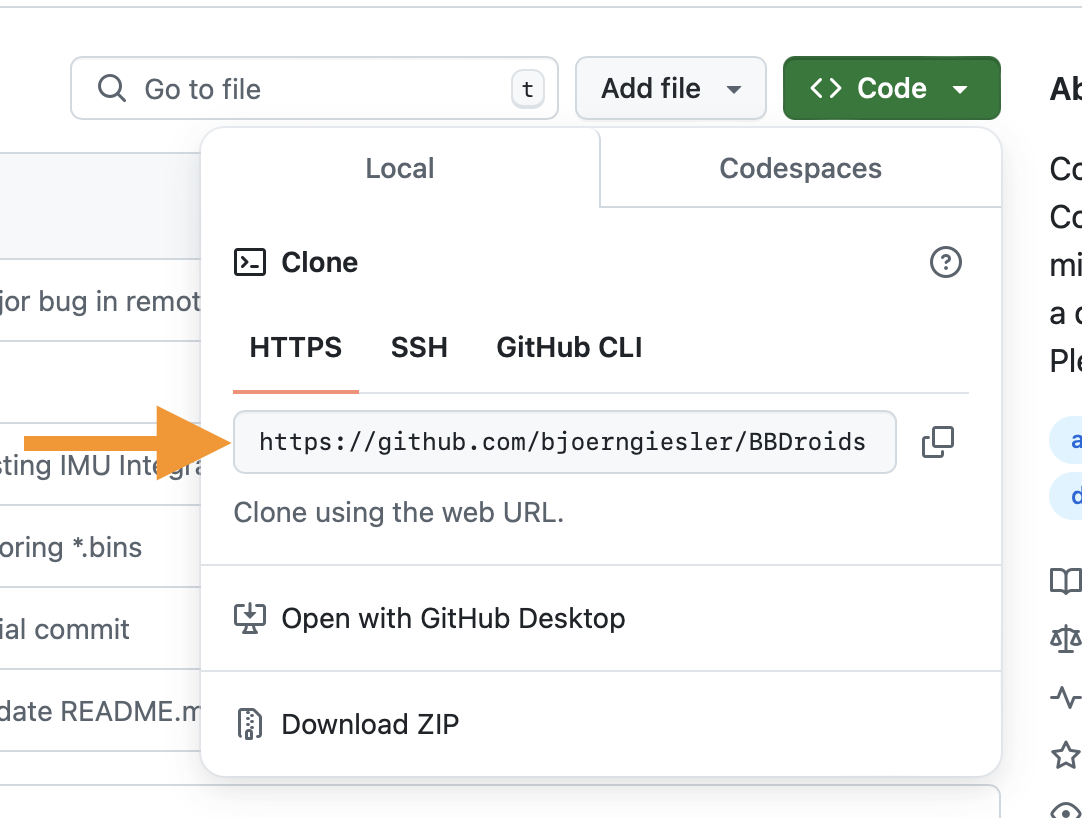 Go to file
t
Add file
Code
Ab
Local
Codespaces
Co
Co
Clone
mi
jor bug in remot
a
HTTPS
SSH
GitHub CLI
Ple
https://github.com/bjoerngiesler/BBDroids
a
sting IMU Integra
d
Clone using the web URL.
oring *.bins
Open with GitHub Desktop
ial commit
date README.m
Download ZIP